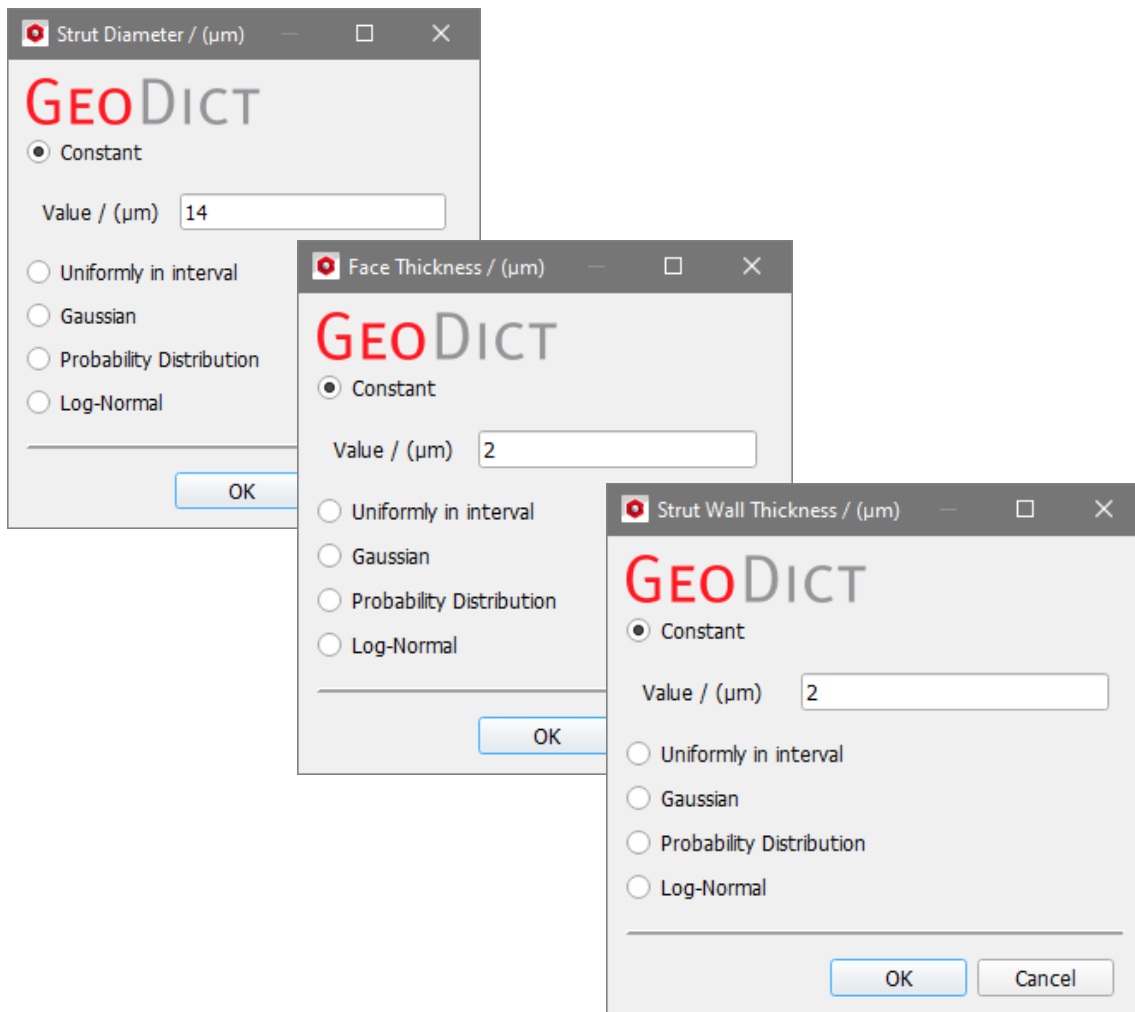 Strut Diameter / (µm)
GEODICT
Constant
Value / (µm) 14
Uniformly in interval
Gaussian
Probability Distribution
Log-Normal
OK
Face Thickness / (µm)
GEODICT
Constant
Value / (µm) 2
Uniformly in interval
Gaussian
Probability Distribution
Log-Normal
OK
Strut Wall Thickness / (µm)
GEODICT
Constant
Value / (µm) 2
Uniformly in interval
Gaussian
Probability Distribution
Log-Normal
OK Cancel